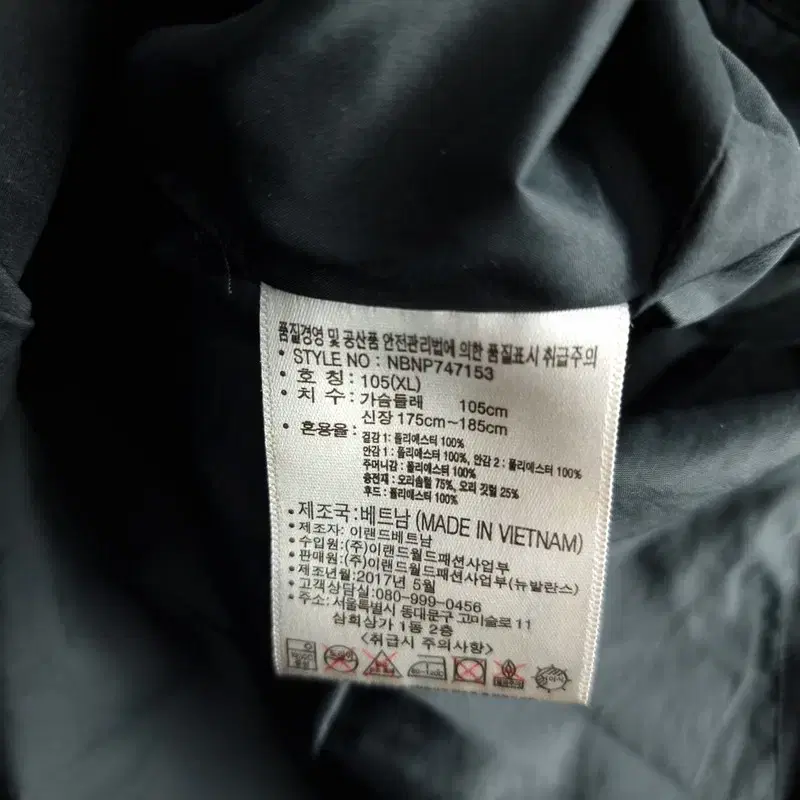 품질경영 및 공산품 안전관리법에 의한 품질표시 취급주의
• STYLE NO : NBNP747153
• 호 칭 : 105(XL)
• 치 수 : 가슴둘레 105cm
신장 175cm~185cm
• 혼용율 : 겉감 1 : 폴리에스터 100%
안감 1 : 폴리에스터 100%, 안감 2 : 폴리에스터 100%
주머니감 : 폴리에스터 100%
충전재 : 오리솜털 75%, 오리 깃털 25%
후드 : 폴리에스터 100%
• 제조국:베트남 (MADE IN VIETNAM)
• 제조자: 이랜드베트남
• 수입원:(주)이랜드월드패션사업부
• 판매원:(주)이랜드월드패션사업부(뉴발란스)
• 제조년월:2017년 5월
• 고객상담실:080-999-0456
• 주소: 서울특별시 동대문구 고미술로 11
삼희상가 1동 2층
<취급시 주의사항>